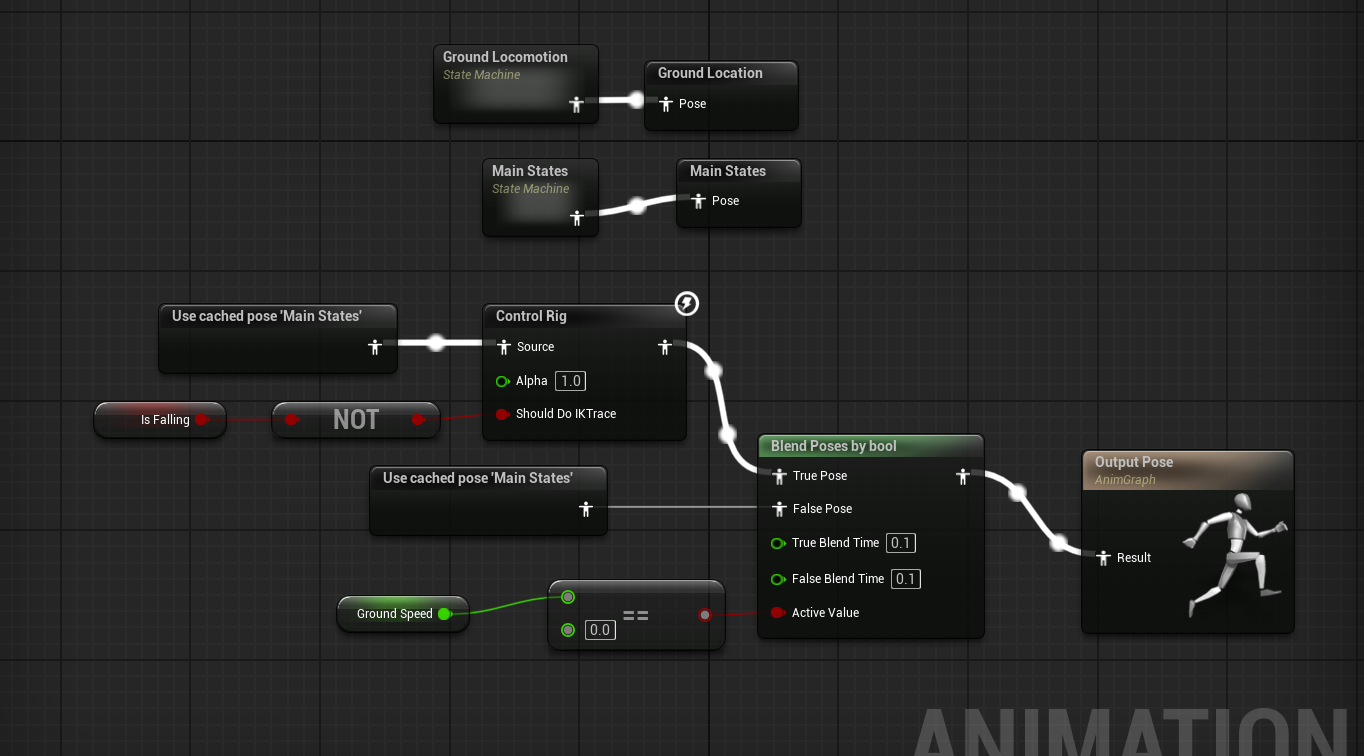 Ground Locomotion
State Machine
Ground Location
Pose
Main States
State Machine
Main States
Pose
Use cached pose 'Main States'
Control Rig
Source
Alpha 1.0
Should Do IKTrace
Is Falling
NOT
Use cached pose 'Main States'
Blend Poses by bool
True Pose
False Pose
True Blend Time 0.1
False Blend Time 0.1
Active Value
Ground Speed
==
0.0
Output Pose
AnimGraph
Result
ANIMATION